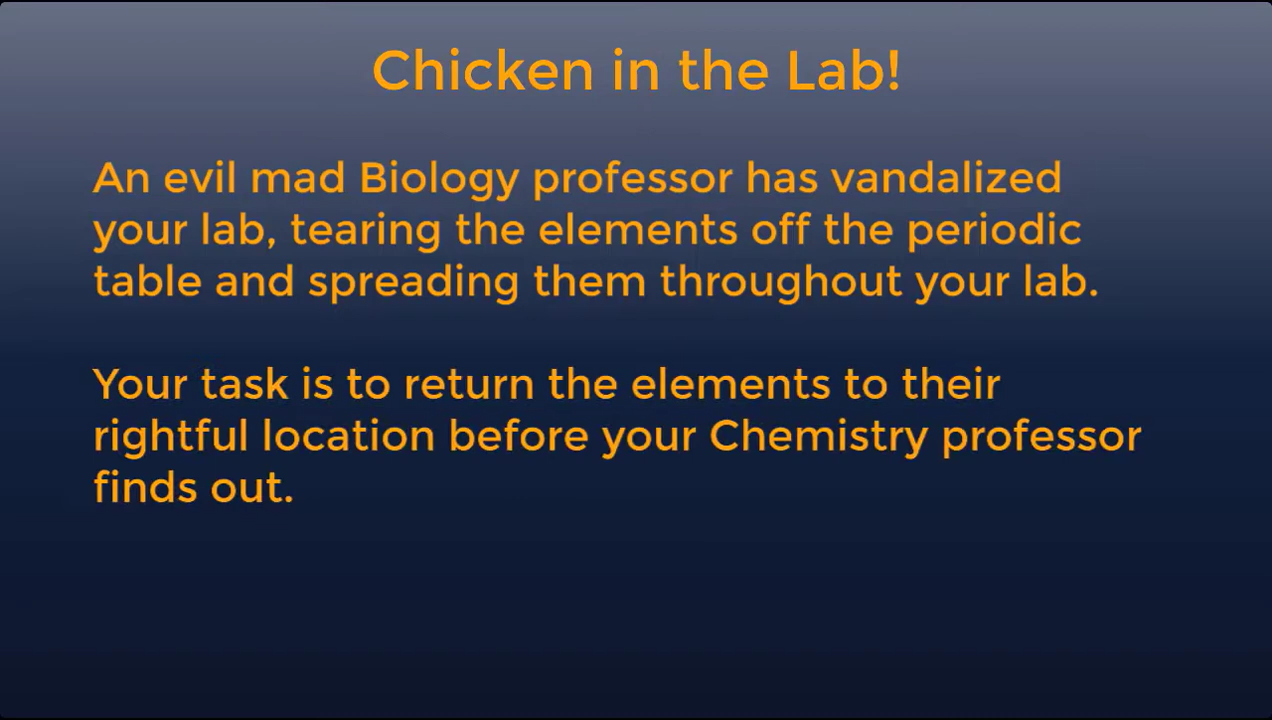 Chicken in the Lab!
An evil mad Biology professor has vandalized
your lab, tearing the elements off the periodic
table and spreading them throughout your lab.
Your task is to return the elements to their
rightful location before your Chemistry professor
finds out.